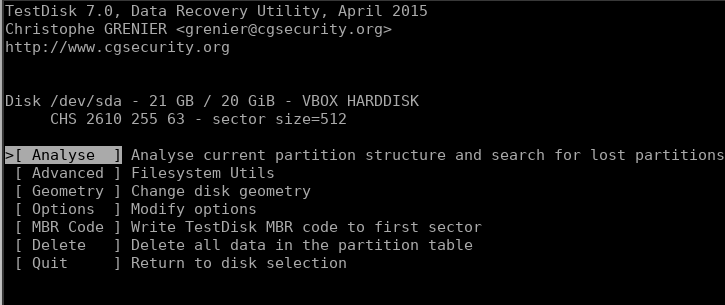 TestDisk 7.0, Data Recovery Utility, April 2015
Christophe GRENIER <grenier@cgsecurity.org>
http://www.cgsecurity.org
Disk /dev/sda - 21 GB / 20 GiB - VBOX HARDDISK
CHS 2610 255 63 - sector size=512
>[ Analyse  ] Analyse current partition structure and search for lost partitions
[ Advanced ] Filesystem Utils
[ Geometry ] Change disk geometry
[ Options  ] Modify options
[ MBR Code ] Write TestDisk MBR code to first sector
[ Delete   ] Delete all data in the partition table
[ Quit     ] Return to disk selection